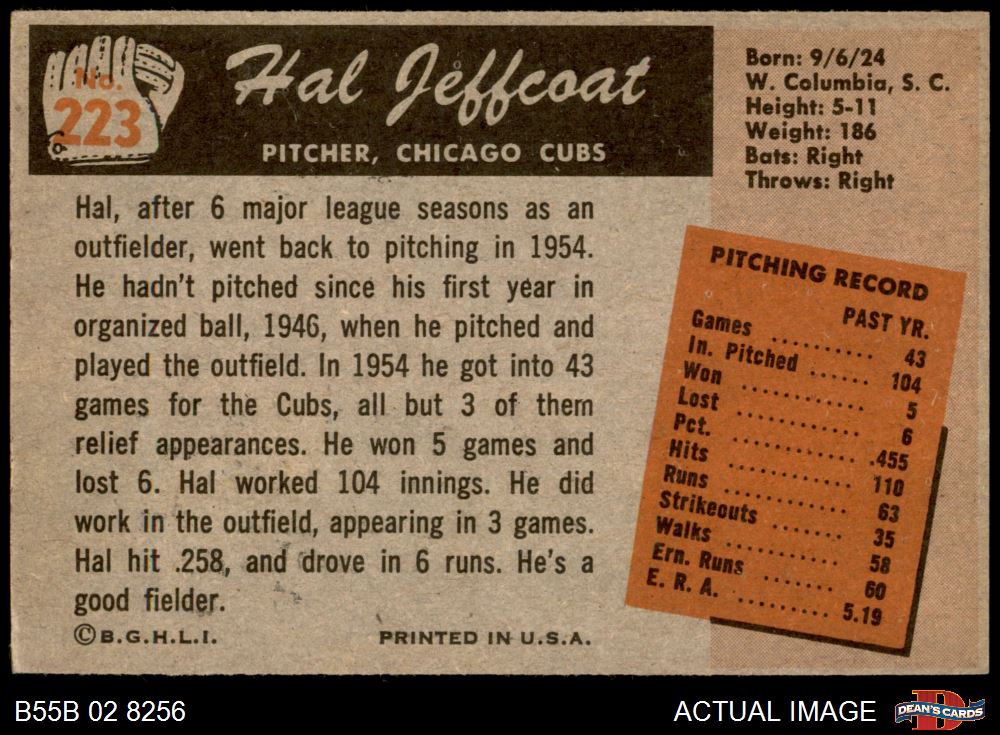 No.
223
Hal Jeffcoat
PITCHER, CHICAGO CUBS
Born: 9/6/24
W. Columbia, S. C.
Height: 5-11
Weight: 186
Bats: Right
Throws: Right
Hal, after 6 major league seasons as an
outfielder, went back to pitching in 1954.
He hadn't pitched since his first year in
organized ball, 1946, when he pitched and
played the outfield. In 1954 he got into 43
games for the Cubs, all but 3 of them
relief appearances. He won 5 games and
lost 6. Hal worked 104 innings. He did
work in the outfield, appearing in 3 games.
Hal hit .258, and drove in 6 runs. He's a
good fielder.
©B.G.H.L.I. PRINTED IN U.S.A.
PITCHING RECORD
PAST YR.
Games .......... 43
In. Pitched ...... 104
Won ............ 5
Lost ............ 6
Pct. ............ .455
Hits ............ 110
Runs ............ 63
Strikeouts ....... 35
Walks .......... 58
Ern. Runs ....... 60
E. R. A. ......... 5.19
B55B 02 8256
ACTUAL IMAGE
DEAN'S CARDS